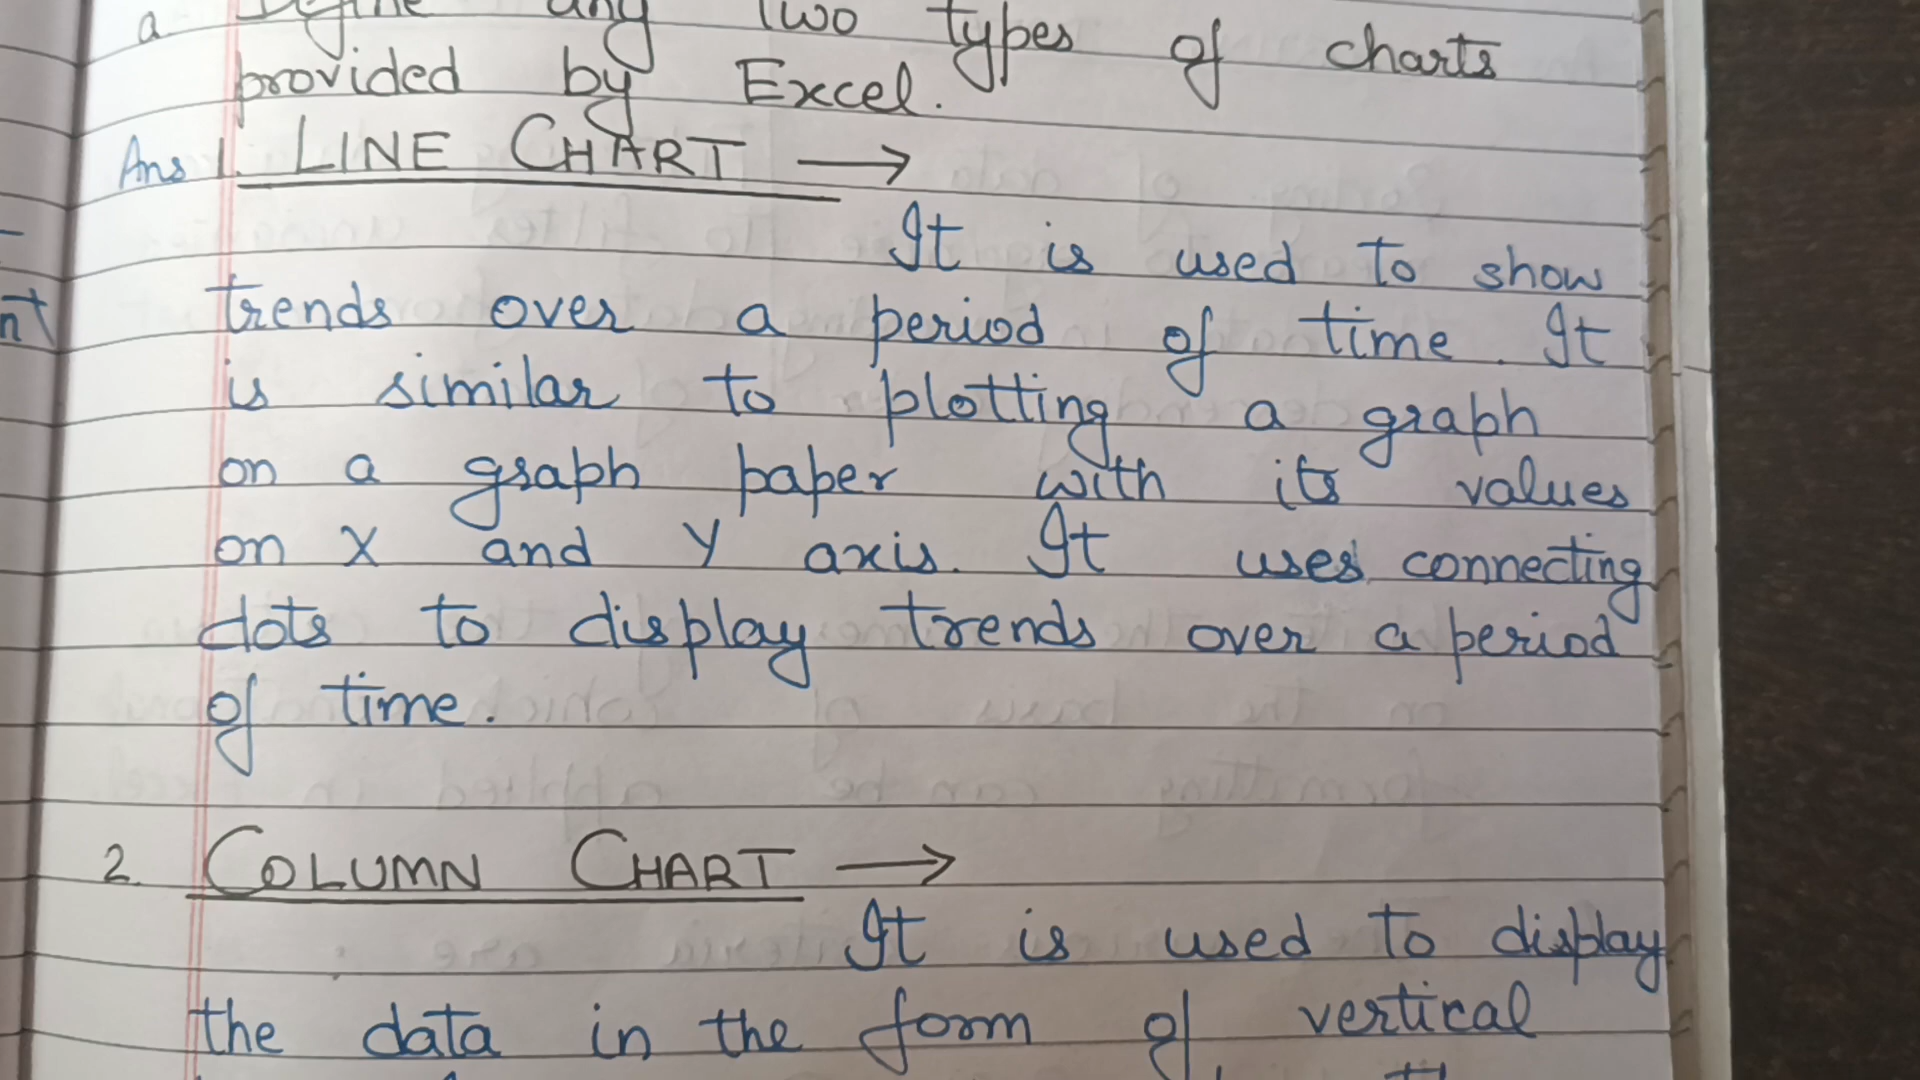 a. Define any Two types of charts
provided by Excel.
Ans 1. LINE CHART →
It is used to show
trends over a period of time. It
is similar to plotting a graph
on a graph paper with its values
on X and Y axis. It uses connecting
dots to display trends over a period
of time.
2. COLUMN CHART →
It is used to display
the data in the form of vertical